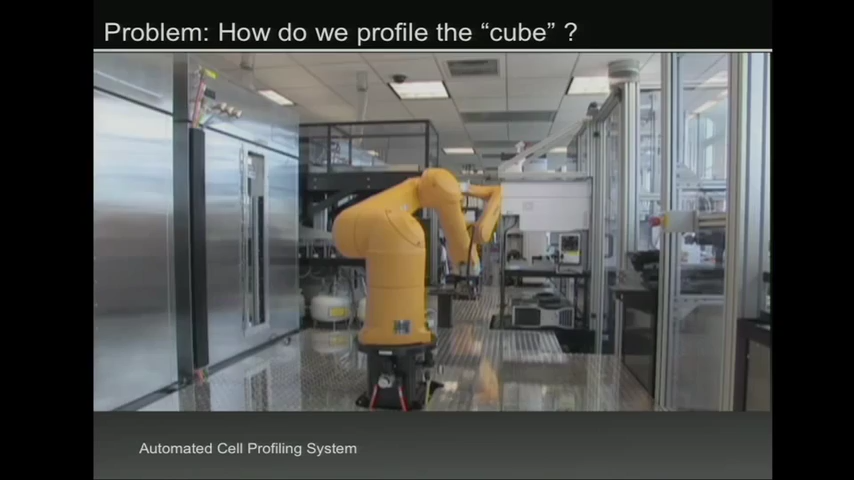 Problem: How do we profile the “cube” ?
Automated Cell Profiling System